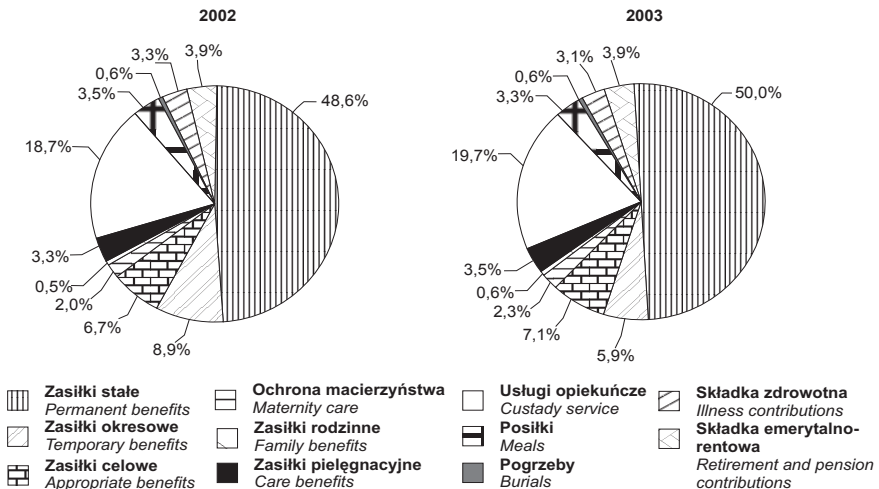 2002
2003
3,3%
3,9%
0,6%
3,5%
48,6%
18,7%
3,3%
0,5%
2,0%
6,7%
8,9%
3,1%
3,9%
0,6%
3,3%
50,0%
19,7%
3,5%
0,6%
2,3%
7,1%
5,9%
Zasiłki stałe
Permanent benefits
Zasiłki okresowe
Temporary benefits
Zasiłki celowe
Appropriate benefits
Ochrona macierzyństwa
Maternity care
Zasiłki rodzinne
Family benefits
Zasiłki pielęgnacyjne
Care benefits
Usługi opiekuńcze
Custady service
Posiłki
Meals
Pogrzeby
Burials
Składka zdrowotna
Illness contributions
Składka emerytalno-
rentowa
Retirement and pension
contributions